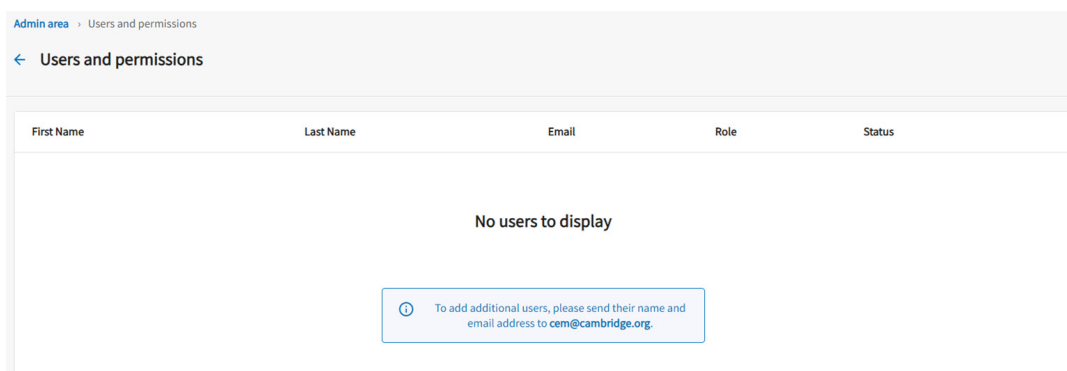 Admin area › Users and permissions
← Users and permissions
First Name Last Name Email Role Status
No users to display
To add additional users, please send their name and
email address to cem@cambridge.org.